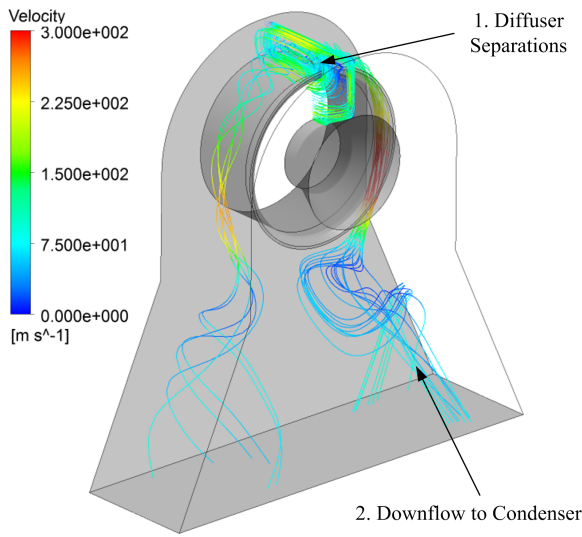 Velocity
3.000e+002
2.250e+002
1.500e+002
7.500e+001
0.000e+000
[m s^-1]
1. Diffuser
Separations
2. Downflow to Condenser